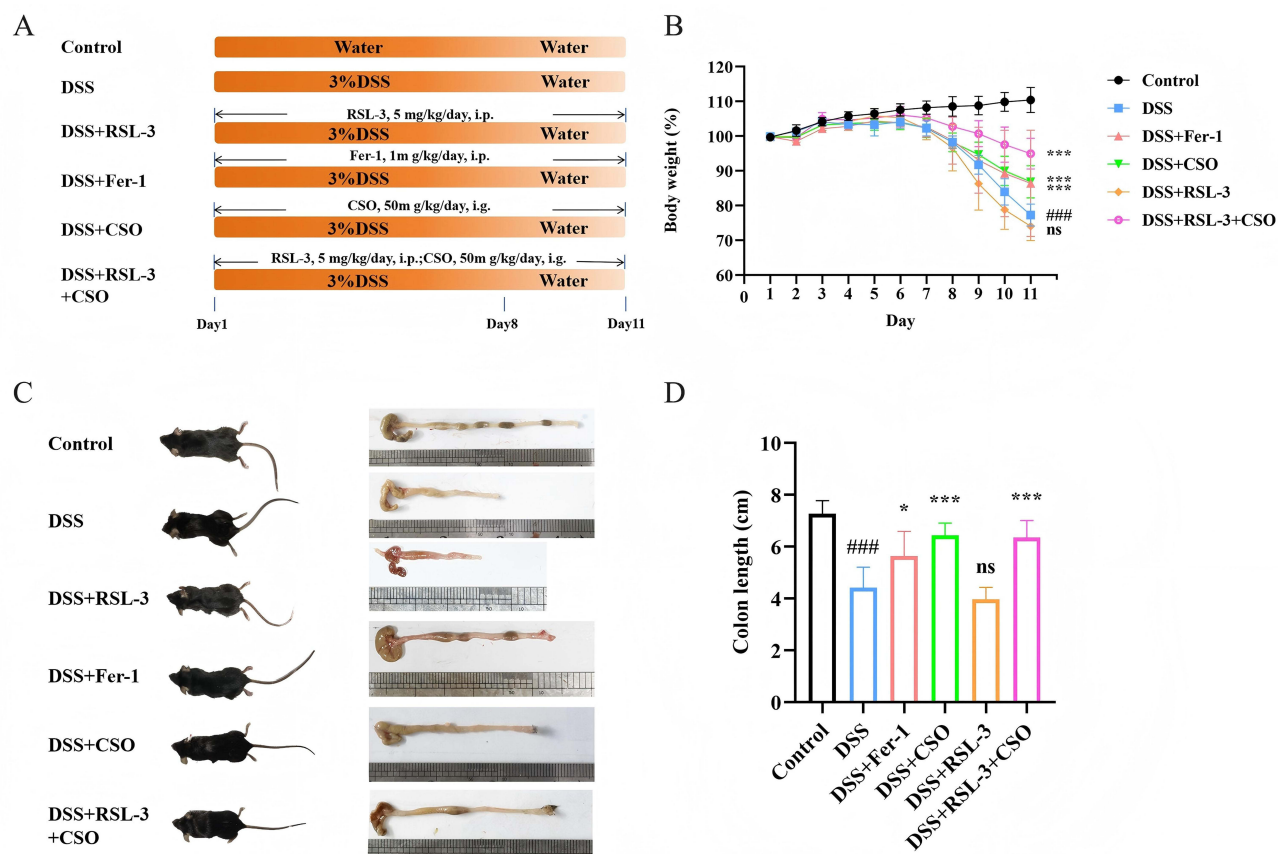 A
Control
Water Water
DSS
3%DSS Water
RSL-3, 5 mg/kg/day, i.p.
DSS+RSL-3
3%DSS Water
Fer-1, 1m g/kg/day, i.p.
DSS+Fer-1
3%DSS Water
CSO, 50m g/kg/day, i.g.
DSS+CSO
3%DSS Water
RSL-3, 5 mg/kg/day, i.p.;CSO, 50m g/kg/day, i.g.
DSS+RSL-3
+CSO
3%DSS Water
Day1 Day8 Day11
B
Body weight (%)
120
110
100
90
80
70
60
0 1 2 3 4 5 6 7 8 9 10 11
Day
***
***
***
###
ns
Control
DSS
DSS+Fer-1
DSS+CSO
DSS+RSL-3
DSS+RSL-3+CSO
C
Control
DSS
DSS+RSL-3
DSS+Fer-1
DSS+CSO
DSS+RSL-3
+CSO
D
Colon length (cm)
10
8
6
4
2
0
###
*
***
ns
***
Control
DSS
DSS+Fer-1
DSS+CSO
DSS+RSL-3
DSS+RSL-3+CSO